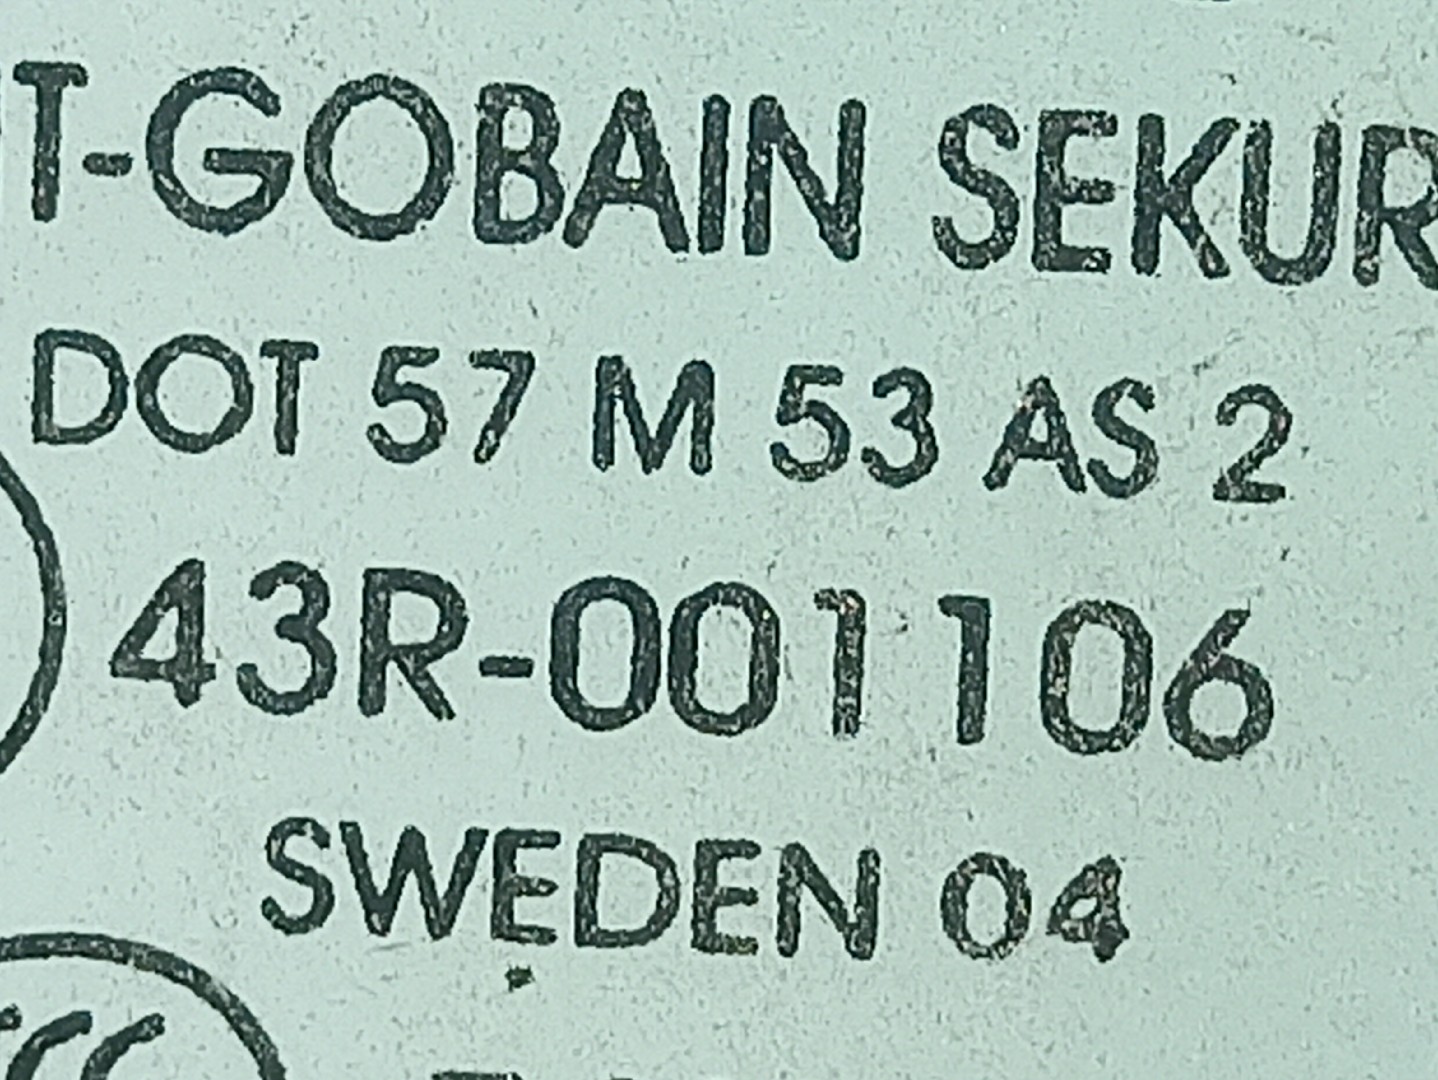 T-GOBAIN SEKUR
DOT 57 M 53 AS 2
43R-001106
SWEDEN 04